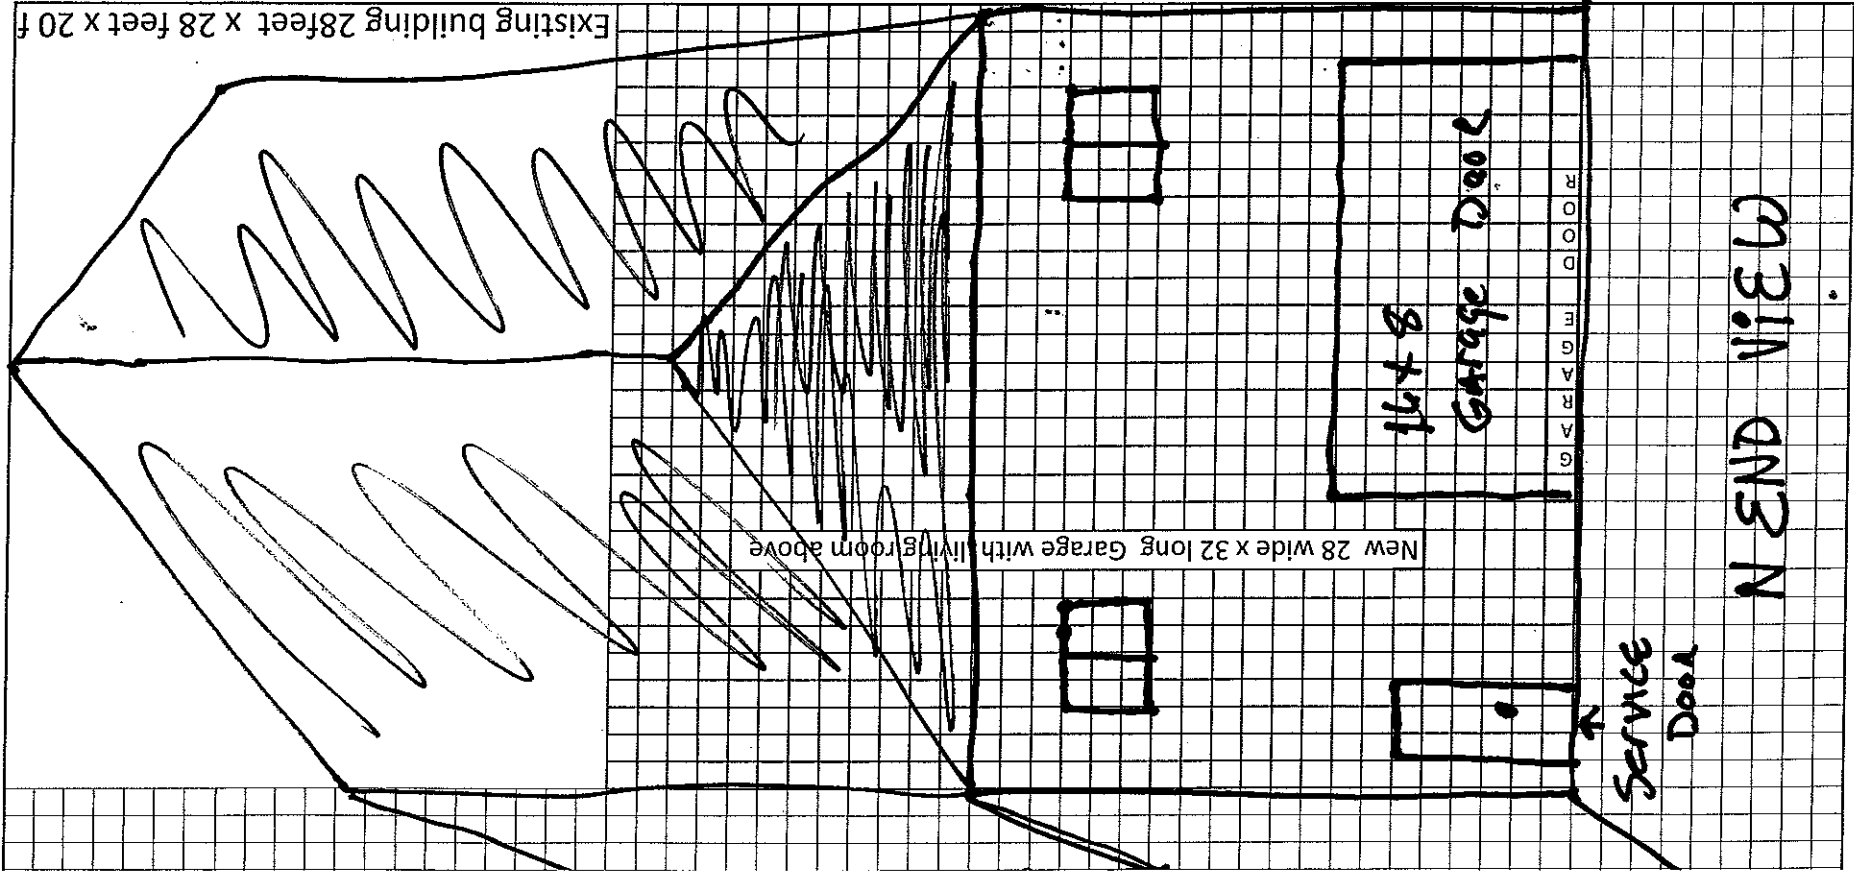 Existing building 28feet x 28 feet x 20 f
New 28 wide x 32 long Garage with living room above
16 x 8
Garage Door
GARAGE DOOR
Service
Door
N END ViEW